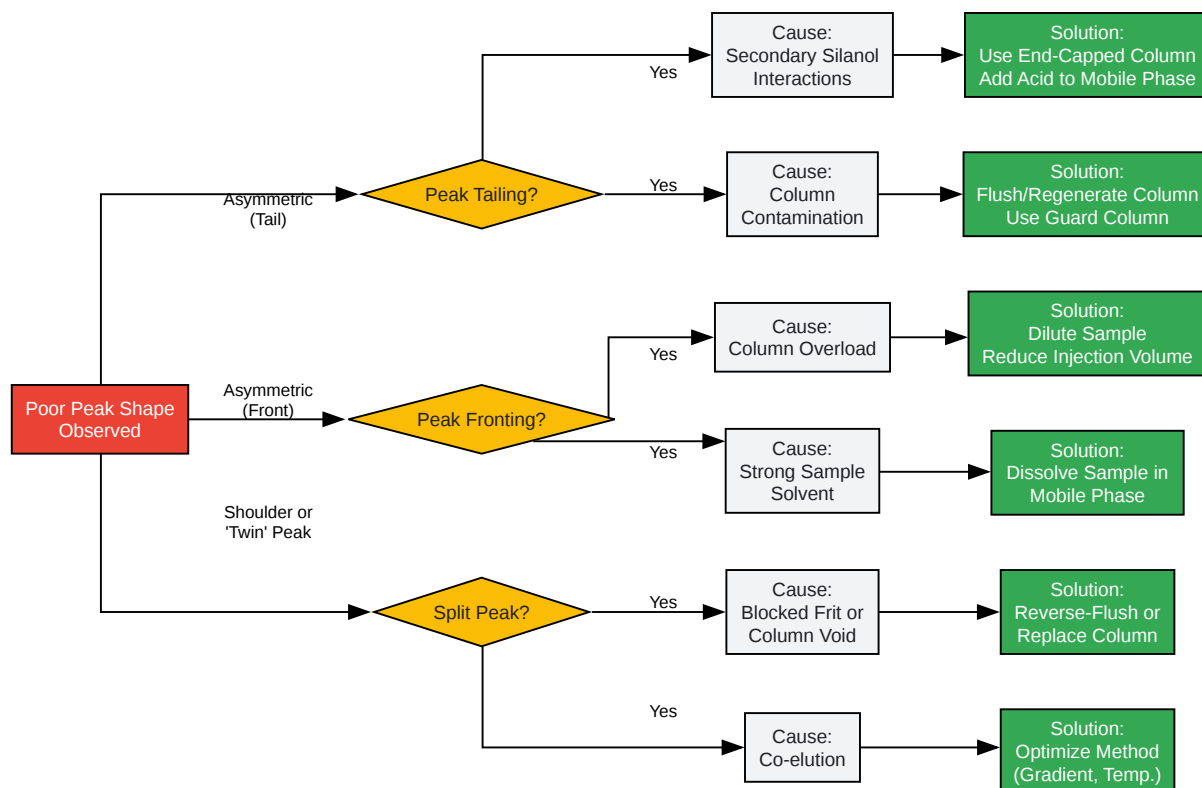 Cause:
Secondary Silanol
Interactions
Solution:
Use End-Capped Column
Add Acid to Mobile Phase
Yes
Asymmetric
(Tail)
Peak Tailing?
Yes
Cause:
Column
Contamination
Solution:
Flush/Regenerate Column
Use Guard Column
Cause:
Column Overload
Solution:
Dilute Sample
Reduce Injection Volume
Yes
Poor Peak Shape
Observed
Asymmetric
(Front)
Peak Fronting?
Yes
Cause:
Strong Sample
Solvent
Solution:
Dissolve Sample in
Mobile Phase
Shoulder or
'Twin' Peak
Split Peak?
Yes
Cause:
Blocked Frit or
Column Void
Solution:
Reverse-Flush or
Replace Column
Yes
Cause:
Co-elution
Solution:
Optimize Method
(Gradient, Temp.)